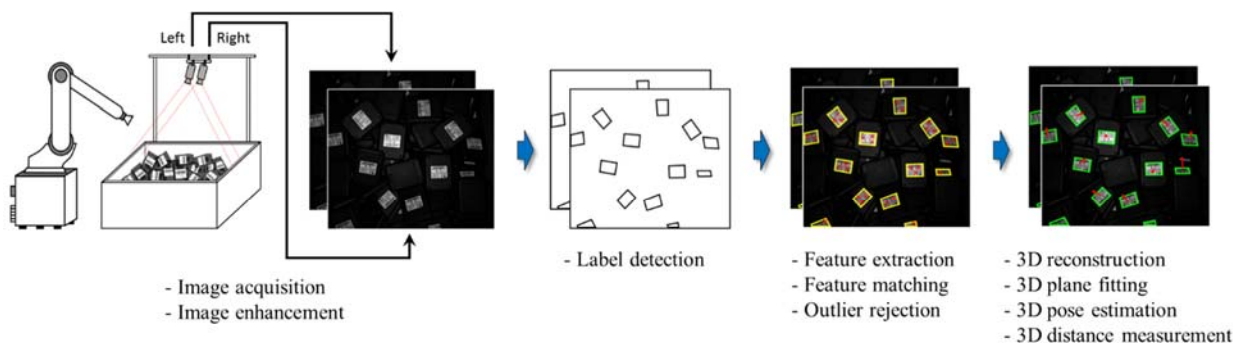 Left Right
- Image acquisition
- Image enhancement
- Label detection
- Feature extraction
- Feature matching
- Outlier rejection
- 3D reconstruction
- 3D plane fitting
- 3D pose estimation
- 3D distance measurement